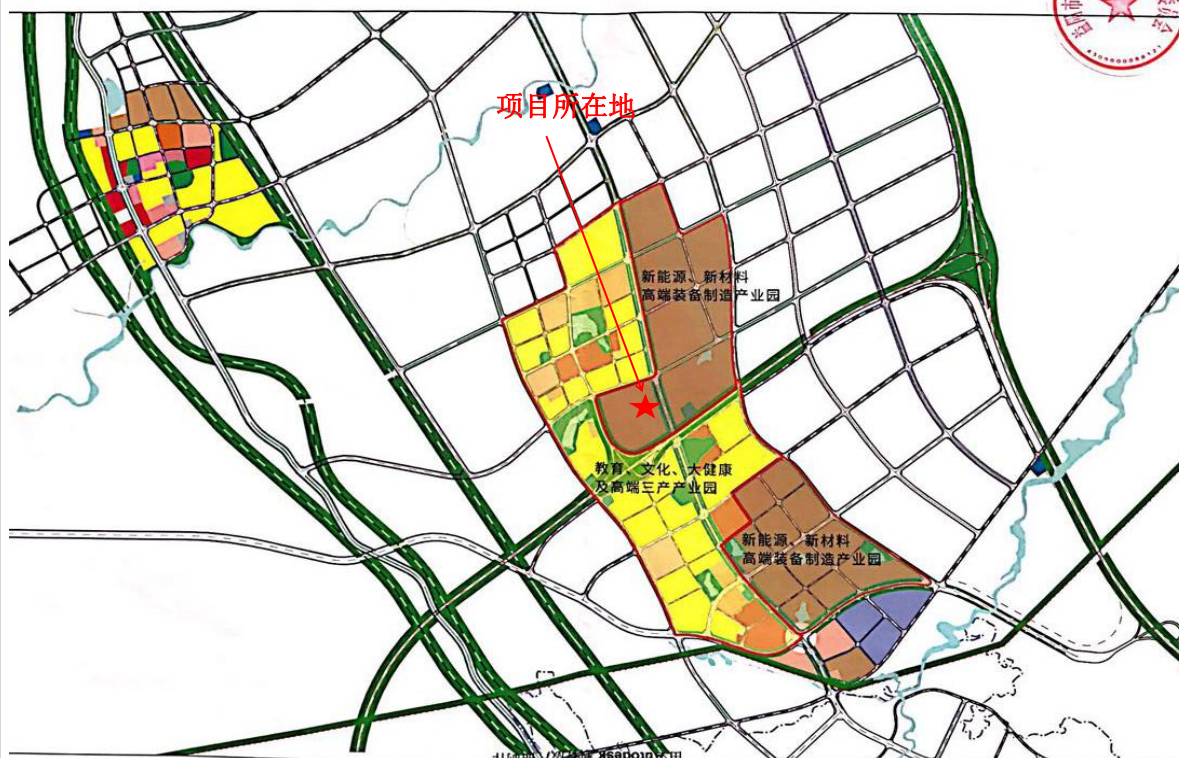 项目所在地
新能源、新材料
高端装备制造产业园
教育、文化、大健康
及高端三产产业园
新能源、新材料
高端装备制造产业园